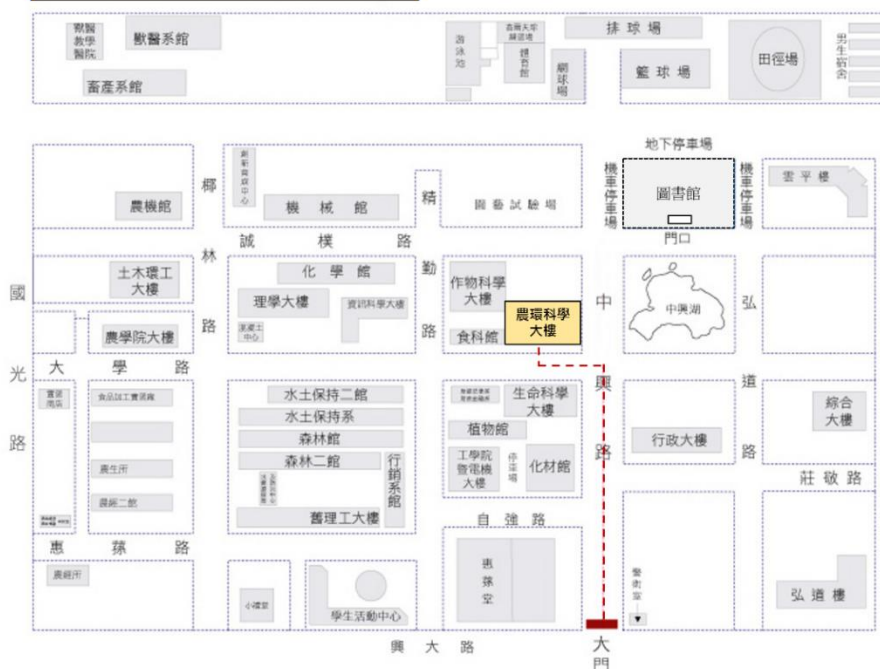 獸醫
教學
醫院
獸醫系館
畜產系館
游泳池
體育館
網球場
排球場
籃球場
田徑場
男生宿舍
地下停車場
機車停車場
圖書館
門口
機車停車場
雲平樓
農機館
椰林路
機械館
精勤路
園藝試驗場
誠樸路
國光路
土木環工
大樓
化學館
理學大樓
資訊科學大樓
作物科學
大樓
農環科學
大樓
食科館
中興路
中興湖
弘道路
農學院大樓
大學路
實習
商店
食品加工實習廠
農生所
農經二館
水土保持二館
水土保持系
森林館
森林二館
行銷系館
舊理工大樓
生命科學
大樓
植物館
工學院
暨電機
大樓
停車場
化材館
行政大樓
綜合
大樓
莊敬路
自強路
惠蓀路
農經所
小禮堂
學生活動中心
惠蓀堂
警衛室
弘道樓
興大路
大門